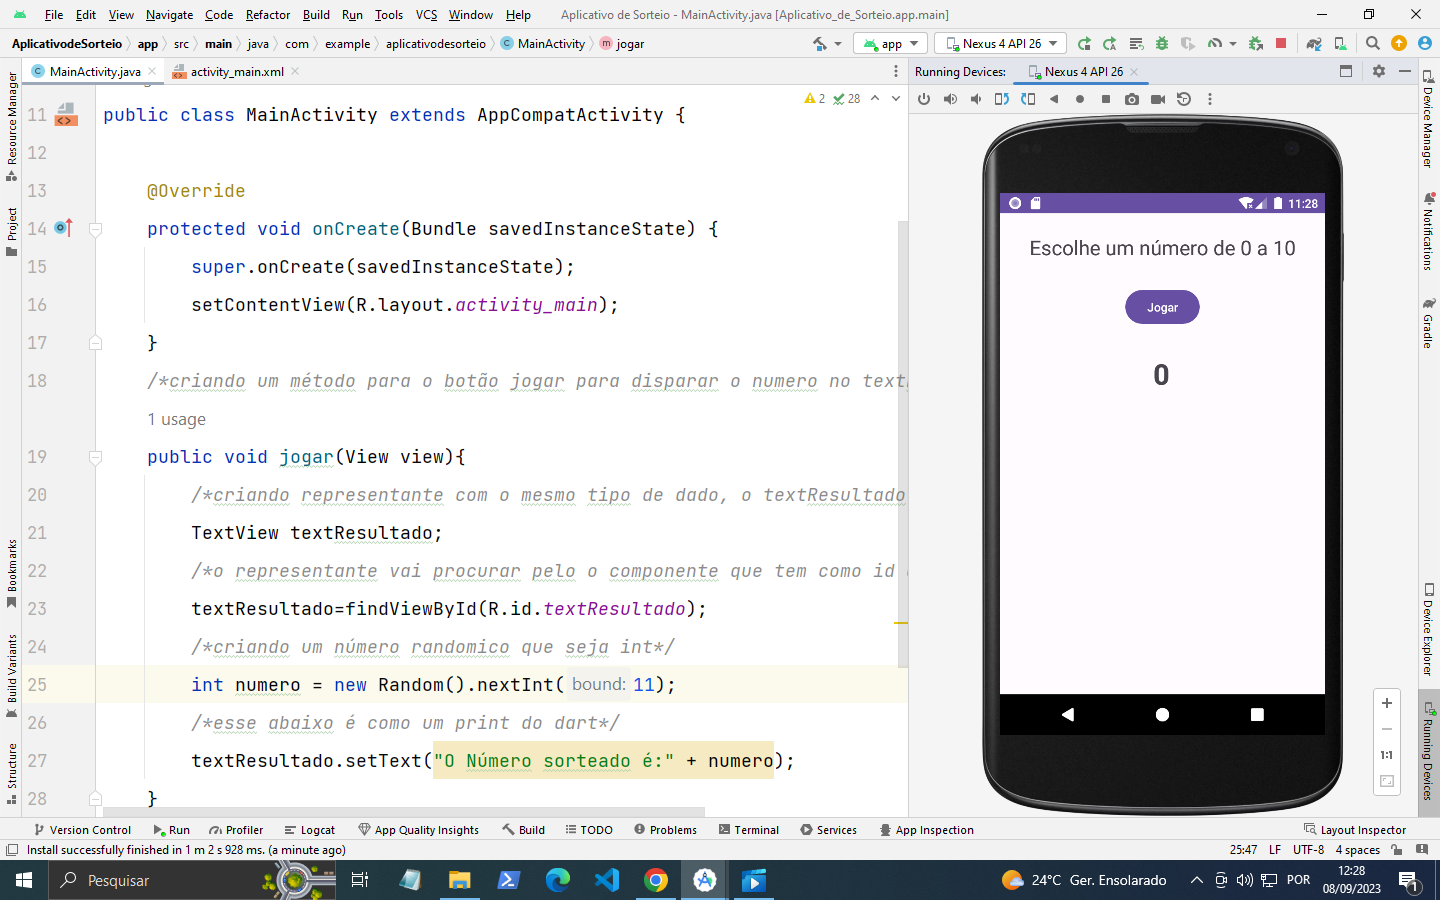 File Edit View Navigate Code Refactor Build Run Tools VCS Window Help Aplicativo de Sorteio - MainActivity.java [Aplicativo_de_Sorteio.app.main]
AplicativodeSorteio app src main java com example aplicativodesorteio MainActivity jogar app Nexus 4 API 26
MainActivity.java activity_main.xml
Running Devices: Nexus 4 API 26
2 28
11 public class MainActivity extends AppCompatActivity {
12
13 @Override
14 protected void onCreate(Bundle savedInstanceState) {
15 super.onCreate(savedInstanceState);
16 setContentView(R.layout.activity_main);
17 }
18 /*criando um método para o botão jogar para disparar o numero no text
1 usage
19 public void jogar(View view){
20 /*criando representante com o mesmo tipo de dado, o textResultado
21 TextView textResultado;
22 /*o representante vai procurar pelo o componente que tem como id
23 textResultado=findViewById(R.id.textResultado);
24 /*criando um número randomico que seja int*/
25 int numero = new Random().nextInt( bound: 11);
26 /*esse abaixo é como um print do dart*/
27 textResultado.setText("O Número sorteado é:" + numero);
28 }
11:28
Escolhe um número de 0 a 10
Jogar
0
1:1
Resource Manager
Project
Bookmarks
Build Variants
Structure
Device Manager
Notifications
Gradle
Device Explorer
Running Devices
Version Control Run Profiler Logcat App Quality Insights Build TODO Problems Terminal Services App Inspection Layout Inspector
Install successfully finished in 1 m 2 s 928 ms. (a minute ago) 25:47 LF UTF-8 4 spaces
Pesquisar 24°C Ger. Ensolarado POR 12:28
08/09/2023
1